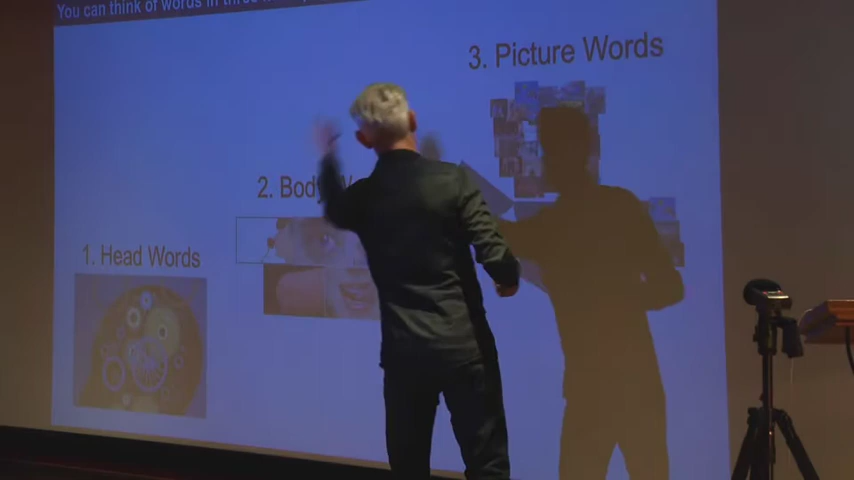 You can think of words in three
3. Picture Words
2. Body
1. Head Words